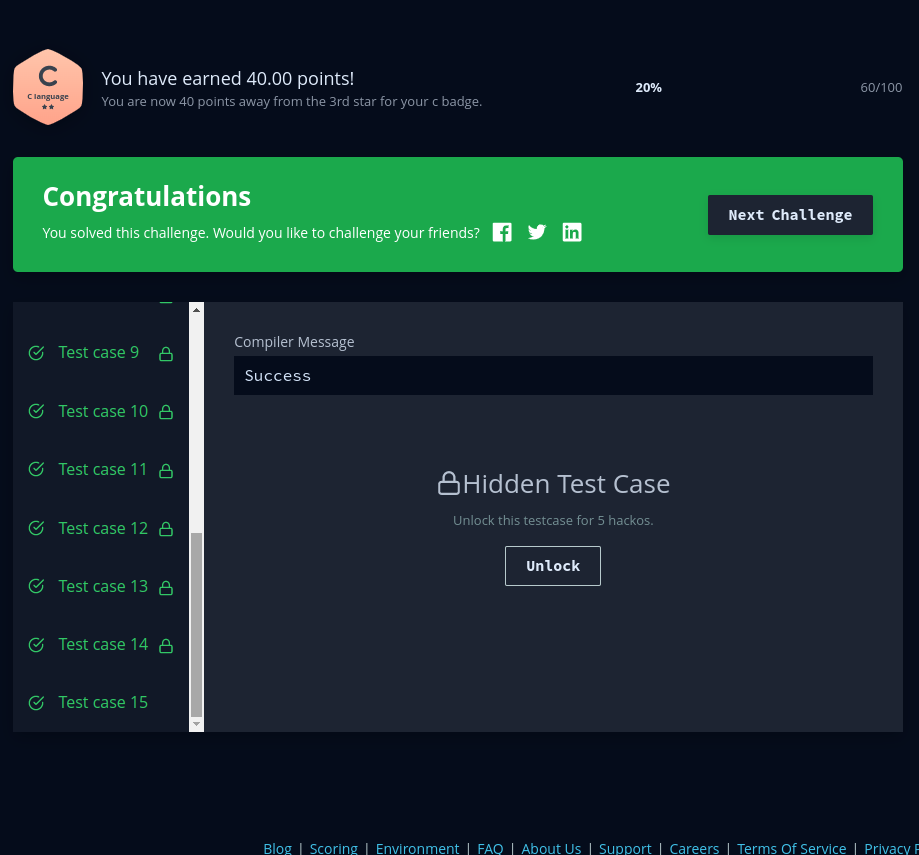 C
C language
You have earned 40.00 points!
You are now 40 points away from the 3rd star for your c badge.
20%
60/100
Congratulations
You solved this challenge. Would you like to challenge your friends?
Next Challenge
Test case 9
Test case 10
Test case 11
Test case 12
Test case 13
Test case 14
Test case 15
Compiler Message
Success
Hidden Test Case
Unlock this testcase for 5 hackos.
Unlock
Blog | Scoring | Environment | FAQ | About Us | Support | Careers | Terms Of Service | Privacy